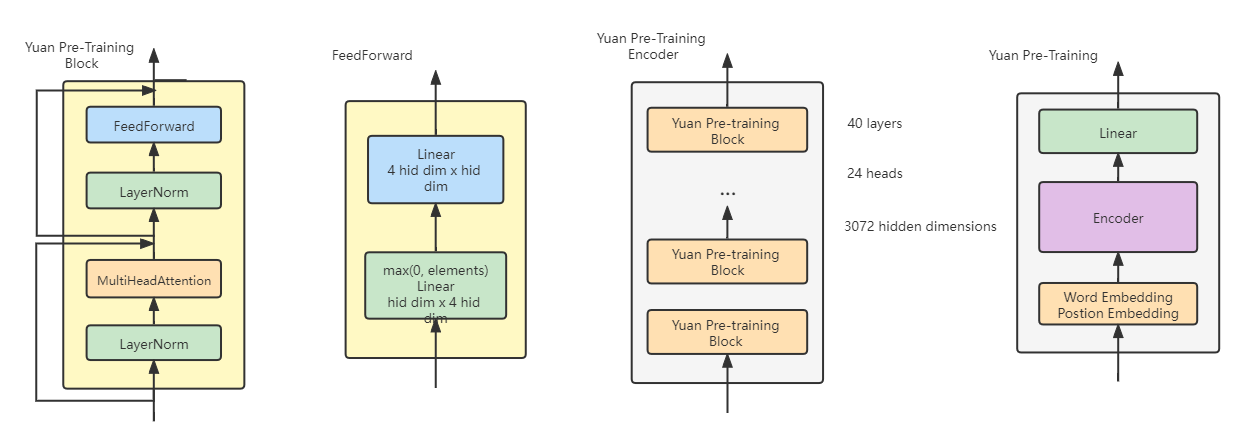 Yuan Pre-Training
Block
FeedForward
LayerNorm
MultiHeadAttention
LayerNorm
FeedForward
Linear
4 hid dim x hid
dim
max(0, elements)
Linear
hid dim x 4 hid
dim
Yuan Pre-Training
Encoder
Yuan Pre-training
Block
...
Yuan Pre-training
Block
Yuan Pre-training
Block
40 layers
24 heads
3072 hidden dimensions
Yuan Pre-Training
Linear
Encoder
Word Embedding
Postion Embedding